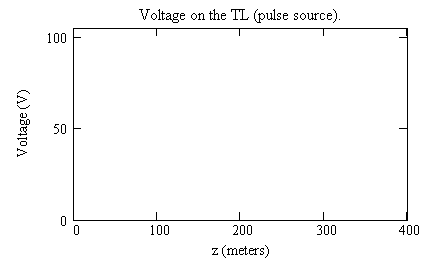 Voltage on the TL (pulse source).
100
50
0
Voltage (V)
0 100 200 300 400
z (meters)